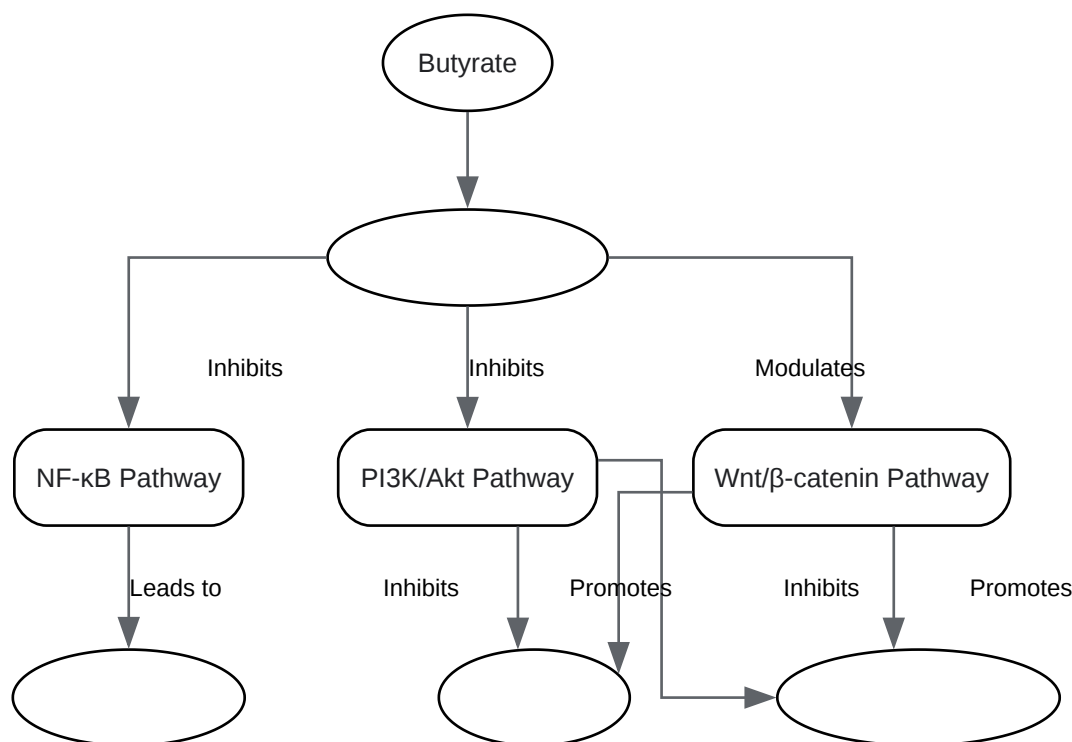 Butyrate
Inhibits
Inhibits
Modulates
NF-κB Pathway
PI3K/Akt Pathway
Wnt/β-catenin Pathway
Leads to
Inhibits
Promotes
Inhibits
Promotes